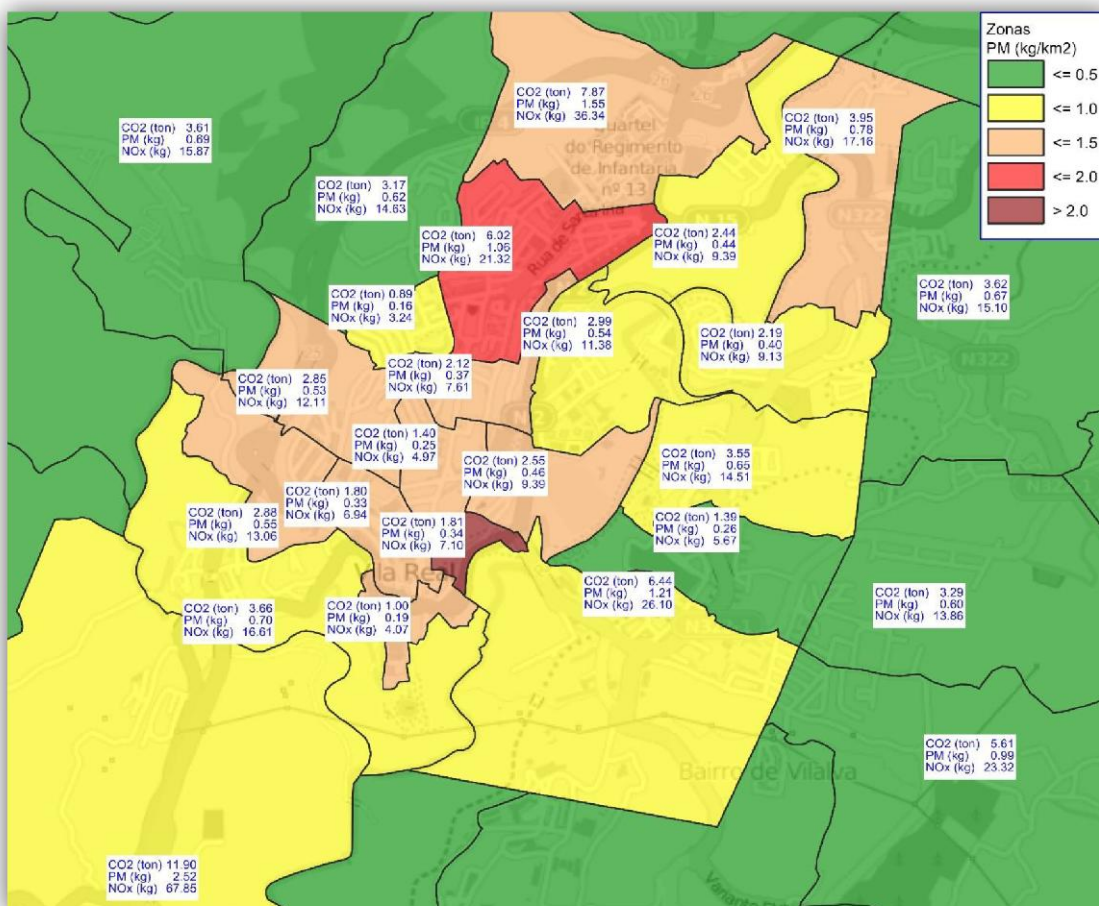 Zonas
PM (kg/km2)
<= 0.5
<= 1.0
<= 1.5
<= 2.0
> 2.0
CO2 (ton) 7.87
PM (kg) 1.55
NOx (kg) 36.34
CO2 (ton) 3.95
PM (kg) 0.78
NOx (kg) 17.16
CO2 (ton) 3.61
PM (kg) 0.69
NOx (kg) 15.87
Quartel
do Regimento
de Infantaria
nº 13
CO2 (ton) 3.17
PM (kg) 0.62
NOx (kg) 14.63
N 15
N322
CO2 (ton) 6.02
PM (kg) 1.06
NOx (kg) 21.32
Rua de Santa Iria
CO2 (ton) 2.44
PM (kg) 0.44
NOx (kg) 9.39
CO2 (ton) 3.62
PM (kg) 0.67
NOx (kg) 15.10
CO2 (ton) 0.89
PM (kg) 0.16
NOx (kg) 3.24
CO2 (ton) 2.99
PM (kg) 0.54
NOx (kg) 11.38
CO2 (ton) 2.19
PM (kg) 0.40
NOx (kg) 9.13
N322
CO2 (ton) 2.12
PM (kg) 0.37
NOx (kg) 7.61
CO2 (ton) 2.85
PM (kg) 0.53
NOx (kg) 12.11
N2
CO2 (ton) 1.40
PM (kg) 0.25
NOx (kg) 4.97
CO2 (ton) 2.55
PM (kg) 0.46
NOx (kg) 9.39
CO2 (ton) 3.55
PM (kg) 0.65
NOx (kg) 14.51
CO2 (ton) 1.80
PM (kg) 0.33
NOx (kg) 6.94
CO2 (ton) 2.88
PM (kg) 0.55
NOx (kg) 13.06
CO2 (ton) 1.81
PM (kg) 0.34
NOx (kg) 7.10
CO2 (ton) 1.39
PM (kg) 0.26
NOx (kg) 5.67
Vila Real
CO2 (ton) 6.44
PM (kg) 1.21
NOx (kg) 26.10
CO2 (ton) 3.29
PM (kg) 0.60
NOx (kg) 13.86
CO2 (ton) 3.66
PM (kg) 0.70
NOx (kg) 16.61
CO2 (ton) 1.00
PM (kg) 0.19
NOx (kg) 4.07
CO2 (ton) 5.61
PM (kg) 0.99
NOx (kg) 23.32
Bairro de Vilalva
CO2 (ton) 11.90
PM (kg) 2.52
NOx (kg) 67.85
Variante